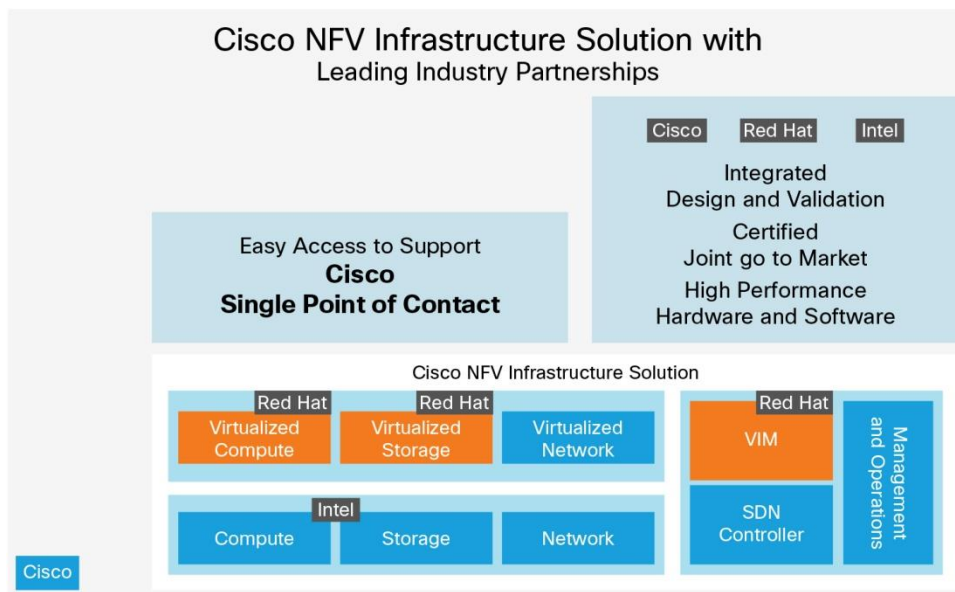 Cisco NFV Infrastructure Solution with
Leading Industry Partnerships
Cisco
Red Hat
Intel
Integrated
Design and Validation
Certified
Joint go to Market
High Performance
Hardware and Software
Easy Access to Support
Cisco
Single Point of Contact
Cisco NFV Infrastructure Solution
Red Hat
Virtualized
Compute
Red Hat
Virtualized
Storage
Virtualized
Network
Intel
Compute
Storage
Network
Red Hat
VIM
SDN
Controller
Management
and Operations
Cisco